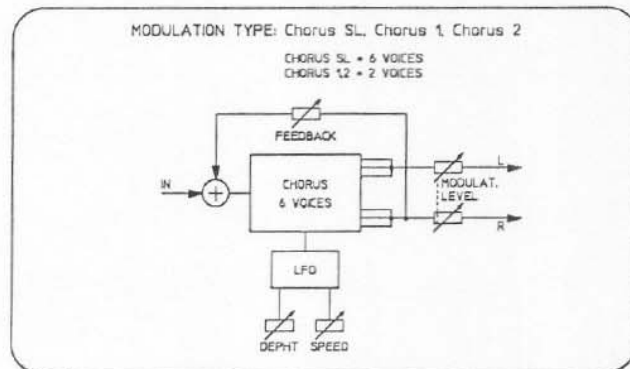 MODULATION TYPE: Chorus SL, Chorus 1, Chorus 2
CHORUS SL = 6 VOICES
CHORUS 1,2 = 2 VOICES
FEEDBACK
L
IN
+
CHORUS
6 VOICES
MODULAT.
LEVEL
R
LFO
DEPHT
SPEED